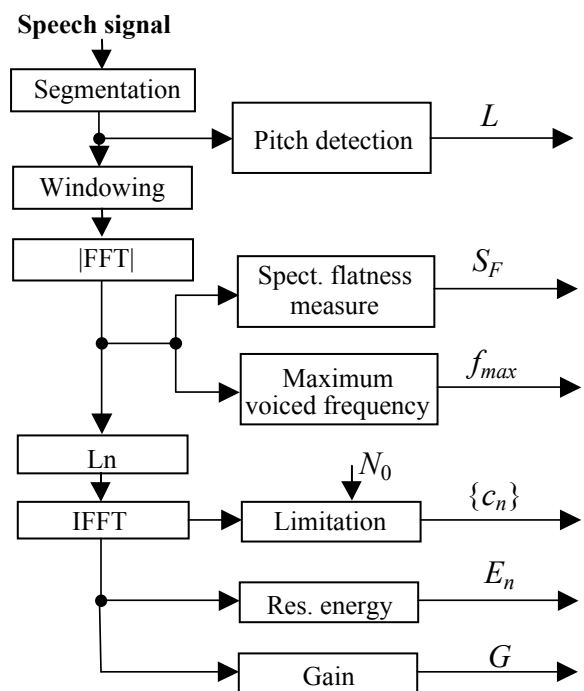 Speech signal
Segmentation
Pitch detection
L
Windowing
|FFT|
Spect. flatness
measure
S_F
Maximum
voiced frequency
f_max
Ln
N_0
IFFT
Limitation
{c_n}
Res. energy
E_n
Gain
G